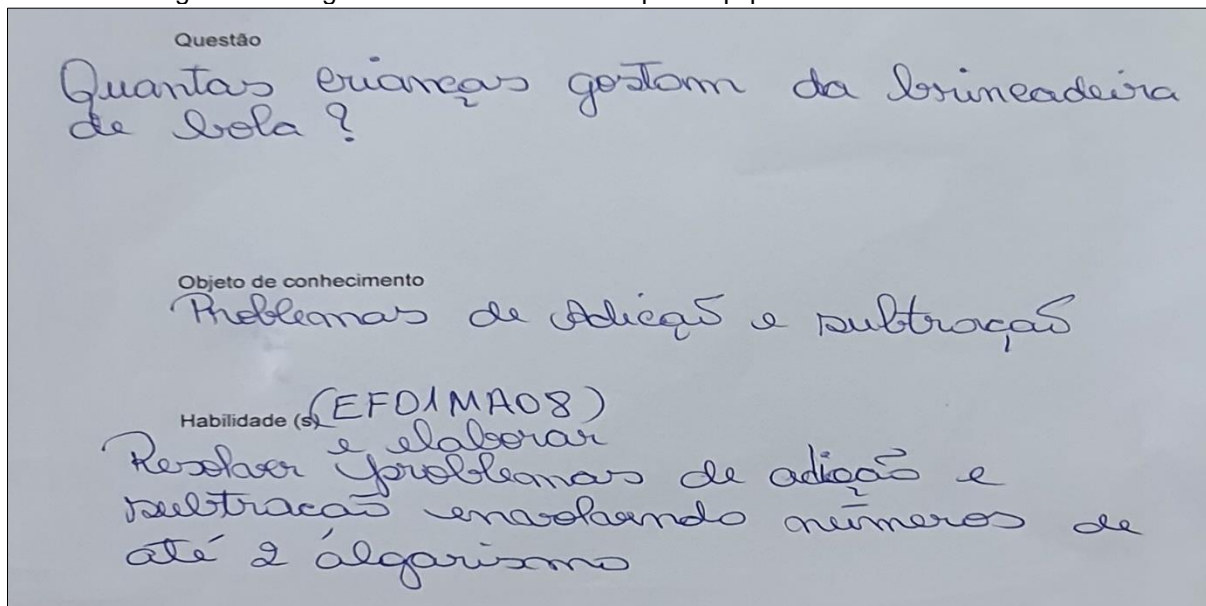 Questão
Quantas crianças gostam da brincadeira
de bola ?
Objeto de conhecimento
Problemas de Adição e subtração
Habilidade (s) (EF01MA08)
e elaborar
Resolver problemas de adição e
subtração envolvendo números de
até 2 álgarismo